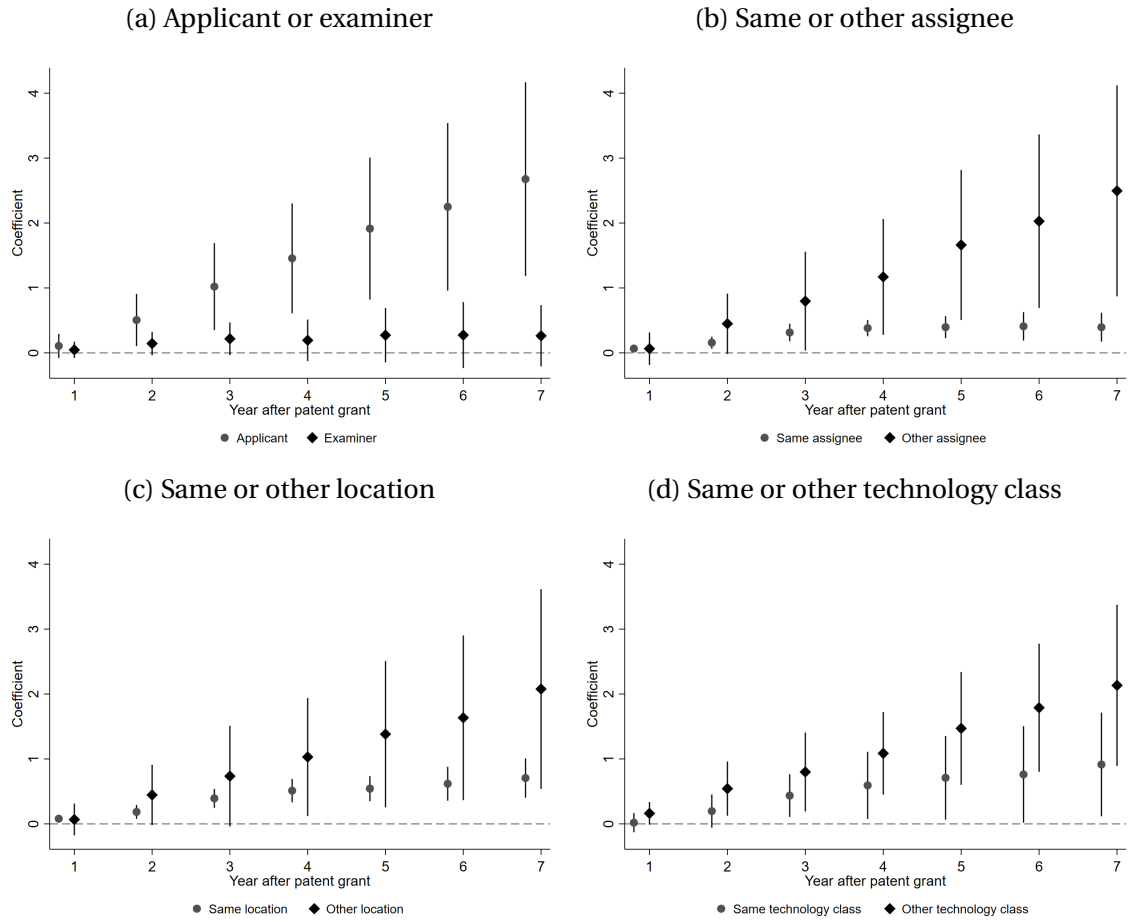 (a) Applicant or examiner
4
3
2
1
0
Coefficient
1 2 3 4 5 6 7
Year after patent grant
Applicant Examiner
(b) Same or other assignee
4
3
2
1
0
Coefficient
1 2 3 4 5 6 7
Year after patent grant
Same assignee Other assignee
(c) Same or other location
4
3
2
1
0
Coefficient
1 2 3 4 5 6 7
Year after patent grant
Same location Other location
(d) Same or other technology class
4
3
2
1
0
Coefficient
1 2 3 4 5 6 7
Year after patent grant
Same technology class Other technology class